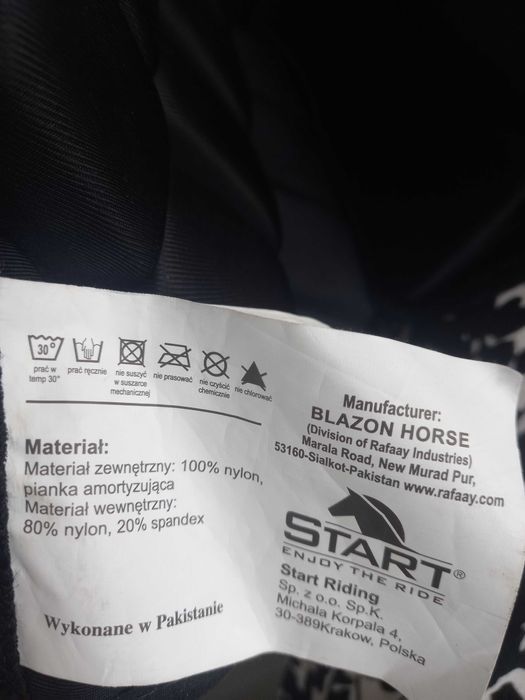 30°
prać w
temp 30°
prać ręcznie
nie suszyć
w suszarce
mechanicznej
nie prasować
nie czyścić
chemicznie
nie chlorować
Materiał:
Materiał zewnętrzny: 100% nylon,
pianka amortyzująca
Materiał wewnętrzny:
80% nylon, 20% spandex
Wykonane w Pakistanie
Manufacturer:
BLAZON HORSE
(Division of Rafaay Industries)
Marala Road, New Murad Pur,
53160-Sialkot-Pakistan www.rafaay.com
START®
ENJOY THE RIDE
Start Riding
Sp. z o.o. Sp.K.
Michala Korpala 4,
30-389Krakow, Polska